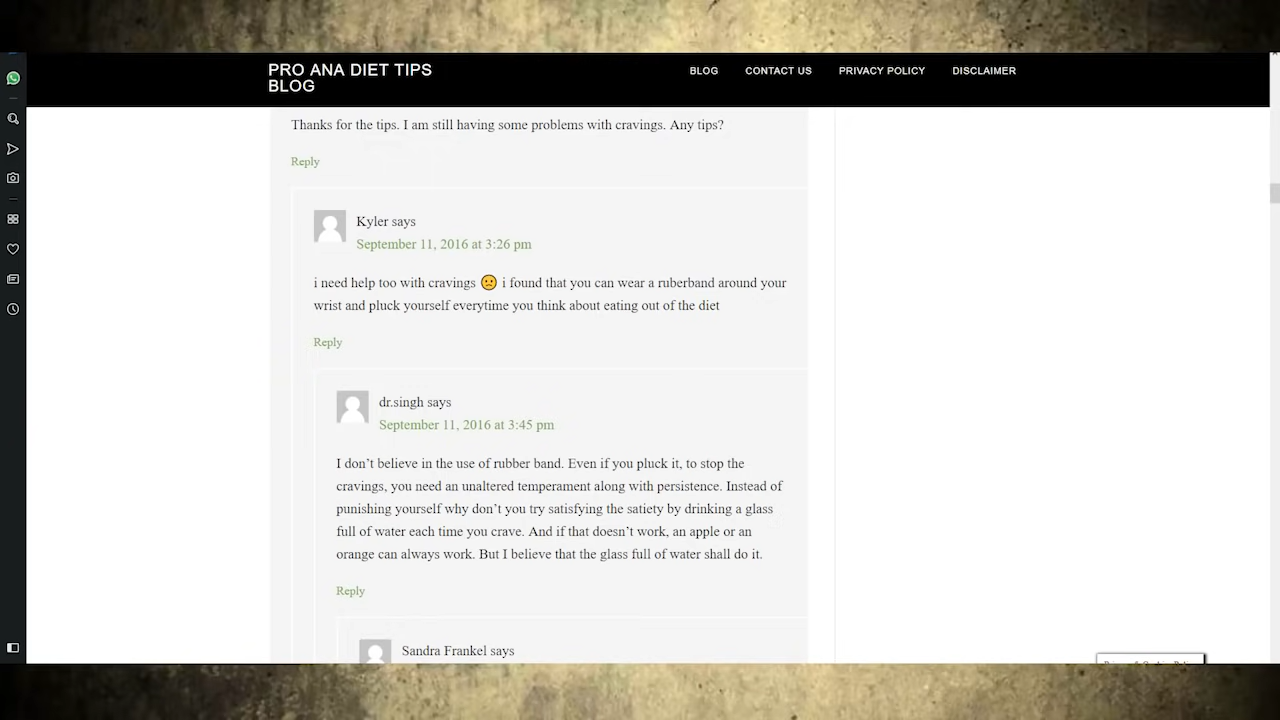 PRO ANA DIET TIPS
BLOG
BLOG CONTACT US PRIVACY POLICY DISCLAIMER
Thanks for the tips. I am still having some problems with cravings. Any tips?
Reply
Kyler says
September 11, 2016 at 3:26 pm
i need help too with cravings 🙁 i found that you can wear a ruberband around your
wrist and pluck yourself everytime you think about eating out of the diet
Reply
dr.singh says
September 11, 2016 at 3:45 pm
I don’t believe in the use of rubber band. Even if you pluck it, to stop the
cravings, you need an unaltered temperament along with persistence. Instead of
punishing yourself why don’t you try satisfying the satiety by drinking a glass
full of water each time you crave. And if that doesn’t work, an apple or an
orange can always work. But I believe that the glass full of water shall do it.
Reply
Sandra Frankel says